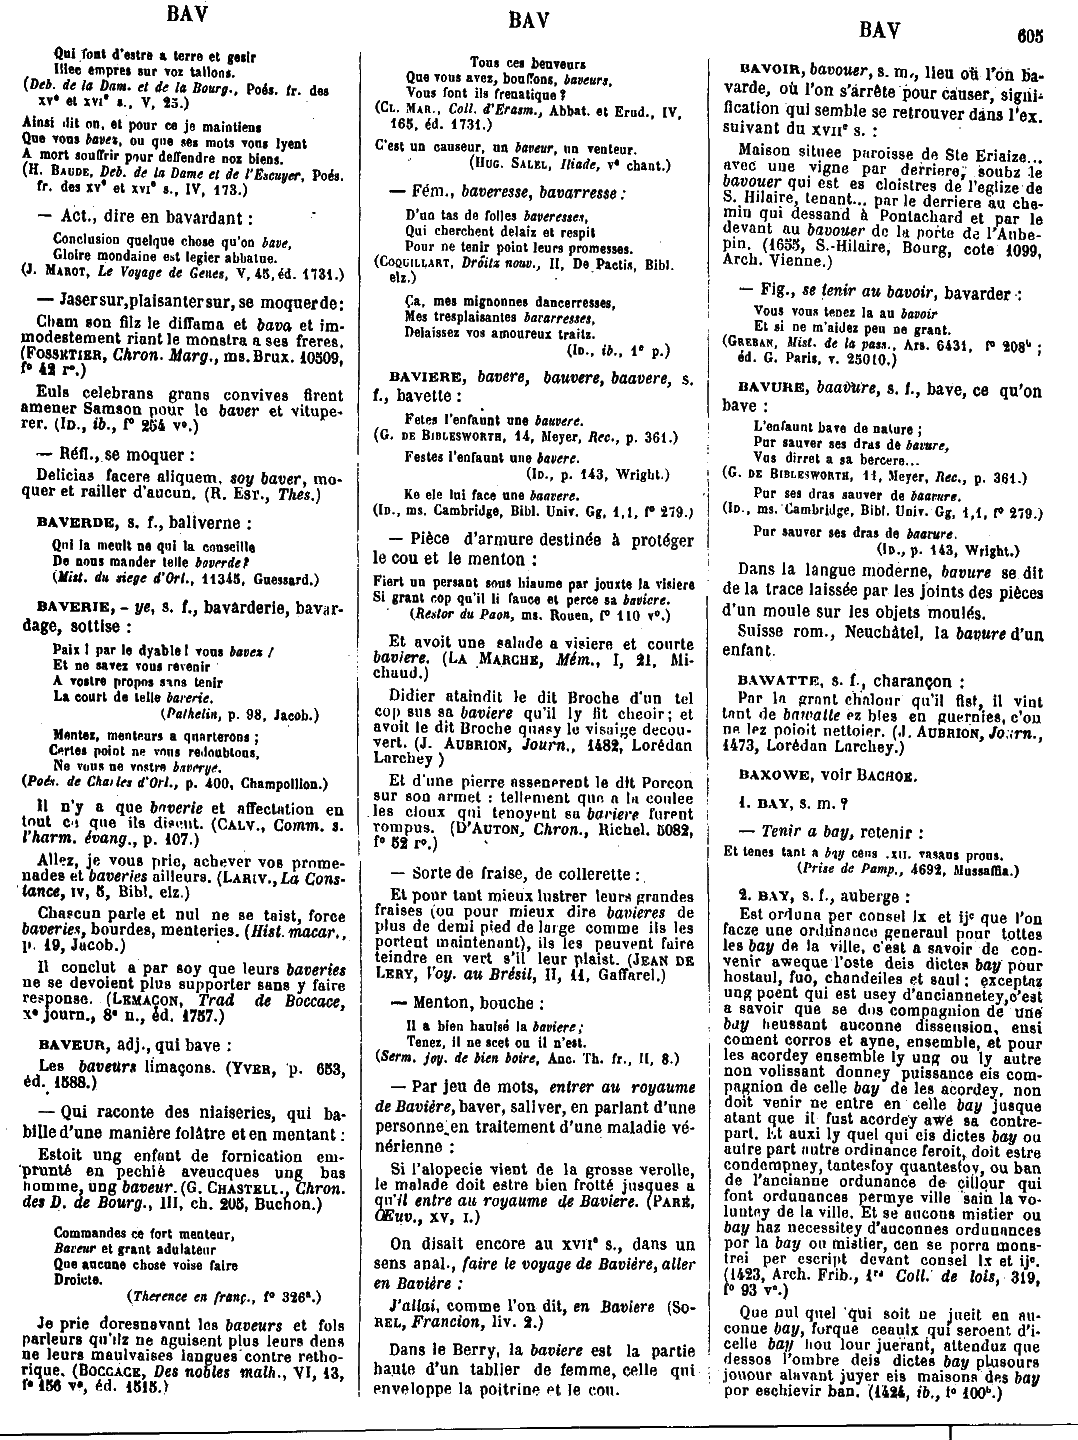 BAV
BAV
BAV
605
Qui font d'estre a terre et gesir
Illec empres sur voz tallons.
(Deb. de la Dam. et de la Bourg., Poés. fr. des
xvᵉ et xviᵉ s., V, 25.)
Ainsi dit on, et pour ce je maintiens
Que vous bavez, ou que ses mots vous lyent
A mort souffrir pour deffendre noz biens.
(H. BAUDE, Deb. de la Dame et de l'Escuyer, Poés.
fr. des xvᵉ et xviᵉ s., IV, 173.)
— Act., dire en bavardant :
Conclusion quelque chose qu'on bave,
Gloire mondaine est legier abbatue.
(J. MAROT, Le Voyage de Genes, V, 45, éd. 1731.)
— Jaser sur, plaisanter sur, se moquer de :
Cham son filz le diffama et bava et im-
modestement riant le monstra a ses freres.
(FOSSETIER, Chron. Marg., ms. Brux. 10509,
fᵒ 42 rᵒ.)
Euls celebrans grans convives firent
amener Samson pour le baver et vitupe-
rer. (ID., ib., fᵒ 254 vᵒ.)
— Réfl., se moquer :
Delicias facere aliquem, soy baver, mo-
quer et railler d'aucun. (R. EST., Thes.)
BAVERDE, s. f., baliverne :
Qui la meult ne qui la conseille
De nous mander telle boverde?
(Mist. du siege d'Orl., 11345, Guessard.)
BAVERIE, - ye, s. f., bavarderie, bavar-
dage, sottise :
Paix ! par le dyable ! vous bavez !
Et ne savez vous revenir
A vostre propos sans tenir
La court de telle baverie.
(Pathelin, p. 98, Jacob.)
Mentez, menteurs a quarterons ;
Certes point ne vous redoubtons,
Ne vous ne vostre baverye.
(Poés. de Charles d'Orl., p. 400, Champollion.)
Il n'y a que baverie et affectation en
tout ce que ils disent. (CALV., Comm. s.
l'harm. évang., p. 107.)
Allez, je vous prie, achever vos prome-
nades et baveries ailleurs. (LARIV., La Cons-
tance, IV, 5, Bibl. elz.)
Chascun parle et nul ne se taist, force
baveries, bourdes, menteries. (Hist. macar.,
p. 19, Jacob.)
Il conclut a par soy que leurs baveries
ne se devoient plus supporter sans y faire
response. (LEMAÇON, Trad de Boccace,
xᵉ journ., 8ᵉ n., éd. 1757.)
BAVEUR, adj., qui bave :
Les baveurs limaçons. (YVER, p. 653,
éd. 1588.)
— Qui raconte des niaiseries, qui ba-
bille d'une manière folâtre et en mentant :
Estoit ung enfant de fornication em-
prunté en pechié aveucques ung bas
homme, ung baveur. (G. CHASTELL., Chron.
des D. de Bourg., III, ch. 205, Buchon.)
Commandes ce fort menteur,
Baveur et grant adulateur
Que aucune chose voise faire
Droicte.
(Therence en franç., fᵒ 326ᵃ.)
Je prie doresnavant les baveurs et fols
parleurs qu'ilz ne aguisent plus leurs dens
ne leurs maulvaises langues contre retho-
rique. (BOCCACE, Des nobles malh., VI, 13,
fᵒ 156 vᵒ, éd. 1515.)
Tous ces beuveurs
Que vous avez, bouffons, baveurs,
Vous font ils frenatique ?
(CL. MAR., Coll. d'Erasm., Abbat. et Erud., IV,
165, éd. 1731.)
C'est un causeur, un baveur, un venteur.
(HUG. SALEL, Iliade, vᵉ chant.)
— Fém., baveresse, bavarresse :
D'un tas de folles baveresses,
Qui cherchent delaiz et respit
Pour ne tenir point leurs promesses.
(COQUILLART, Droitz nouv., II, De Pactis, Bibl.
elz.)
Ça, mes mignonnes dancerresses,
Mes tresplaisantes bavarresses,
Delaissez vos amoureux traitz.
(ID., ib., 1ᵉ p.)
BAVIERE, bavere, bauvere, baavere, s.
f., bavette :
Fetes l'enfaunt une bauvere.
(G. DE BIBLESWORTH, 14, Meyer, Rec., p. 361.)
Festes l'enfaunt une bavere.
(ID., p. 143, Wright.)
Ke ele lui face une baavere.
(ID., ms. Cambridge, Bibl. Univ. Gg, 1,1, fᵒ 279.)
— Pièce d'armure destinée à protéger
le cou et le menton :
Fiert un persant sous hiaume par jouxte la visiere
Si grant cop qu'il li fauce et perce sa baviere.
(Restor du Paon, ms. Rouen, fᵒ 110 vᵒ.)
Et avoit une salade a visiere et courte
baviere. (LA MARCHE, Mém., I, 21, Mi-
chaud.)
Didier ataindit le dit Broche d'un tel
cop sus sa baviere qu'il ly fit cheoir ; et
avoit le dit Broche quasy le visaige decou-
vert. (J. AUBRION, Journ., 1482, Lorédan
Larchey )
Et d'une pierre assenerent le dit Porcon
sur son armet : tellement que a la coulee
les cloux qui tenoyent sa baviere furent
rompus. (D'AUTON, Chron., Richel. 5082,
fᵒ 52 rᵒ.)
— Sorte de fraise, de collerette :
Et pour tant mieux lustrer leurs grandes
fraises (ou pour mieux dire bavieres de
plus de demi pied de large comme ils les
portent maintenant), ils les peuvent faire
teindre en vert s'il leur plaist. (JEAN DE
LERY, Voy. au Brésil, II, 11, Gaffarel.)
— Menton, bouche :
Il a bien haulsé la baviere ;
Tenez, il ne scet ou il n'est.
(Serm. joy. de bien boire, Anc. Th. fr., II, 8.)
— Par jeu de mots, entrer au royaume
de Bavière, baver, saliver, en parlant d'une
personne en traitement d'une maladie vé-
nérienne :
Si l'alopecie vient de la grosse verolle,
le malade doit estre bien frotté jusques a
qu'il entre au royaume de Baviere. (PARÉ,
Œuv., XV, I.)
On disait encore au xviiᵉ s., dans un
sens anal., faire le voyage de Bavière, aller
en Bavière :
J'allai, comme l'on dit, en Baviere (So-
REL, Francion, liv. 2.)
Dans le Berry, la baviere est la partie
haute d'un tablier de femme, celle qui
enveloppe la poitrine et le cou.
BAVOIR, bavouer, s. m., lieu où l'on ba-
varde, où l'on s'arrête pour causer, signi-
fication qui semble se retrouver dans l'ex.
suivant du xviiᵉ s. :
Maison situee paroisse de Ste Eriaize...
avec une vigne par derriere, soubz le
bavouer qui est es cloistres de l'eglize de
S. Hilaire, tenant... par le derriere au che-
min qui dessand à Pontachard et par le
devant au bavouer de la porte de l'Aube-
pin. (1655, S.-Hilaire, Bourg, cote 1099,
Arch. Vienne.)
— Fig., se tenir au bavoir, bavarder :
Vous vous tenez la au bavoir
Et si ne m'aidez peu ne grant.
(GREBAN, Mist. de la pass., Ars. 6431, fᵒ 208ᵇ ;
éd. G. Paris, v. 25010.)
BAVURE, baavure, s. f., bave, ce qu'on
bave :
L'enfaunt bave de nature ;
Pur sauver ses dras de bavure,
Vus dirret a sa bercere...
(G. DE BIBLESWORTH, 11, Meyer, Rec., p. 361.)
Pur ses dras sauver de baavure.
(ID., ms. Cambridge, Bibl. Univ. Gg, 1,1, fᵒ 279.)
Pur sauver ses dras de baavure.
(ID., p. 143, Wright.)
Dans la langue moderne, bavure se dit
de la trace laissée par les joints des pièces
d'un moule sur les objets moulés.
Suisse rom., Neuchâtel, la bavure d'un
enfant.
BAWATTE, s. f., charançon :
Par la grant chalour qu'il fist, il vint
tant de bawatte ez bles en guernies, c'on
ne lez poioit nettoier. (J. AUBRION, Journ.,
1473, Lorédan Larchey.)
BAXOWE, voir BACHOE.
1. BAY, s. m. ?
— Tenir a bay, retenir :
Et tenes tant a bay cens .XII. vasaus prous.
(Prise de Pamp., 4692, Mussaffia.)
2. BAY, s. f., auberge :
Est orduna per consel lx et ijᶜ que l'on
facze une ordunance generaul pour tottes
les bay de la ville, c'est a savoir de con-
venir aweque l'oste deis dictes bay pour
hostaul, fuo, chandeiles et saul ; exceptaz
ung poent qui est usey d'anciannetey, c'est
a savoir que se dos compagnion de une
bay heussant auconne dissension, ensi
coment corros et ayne, ensemble, et pour
les acordey ensemble ly ung ou ly autre
non volissant donney puissance eis com-
pagnion de celle bay de les acordey, non
doit venir ne entre en celle bay jusque
atant que il fust acordey awé sa contre-
part. Et auxi ly quel qui eis dictes bay ou
autre part autre ordinance feroit, doit estre
condempney, tantesfoy quantesfoy, ou ban
de l'ancianne ordunance de cillour qui
font ordunances permye ville sain la vo-
luntey de la ville. Et se aucons mistier ou
bay haz necessitey d'auconnes ordunances
por la bay ou mistier, cen se porra mons-
trei per escript devant consel lx et ijᶜ.
(1423, Arch. Frib., 1ʳᵉ Coll. de lois, 319,
fᵒ 93 vᵒ.)
Que nul quel qui soit ne jueit en au-
conne bay, forque ceaulx qui seroent d'i-
celle bay hou lour juerant, attenduz que
dessos l'ombre deis dictes bay plusours
jouour alavant juyer eis maisons des bay
por eschievir ban. (1424, ib., fᵒ 100ᵇ.)